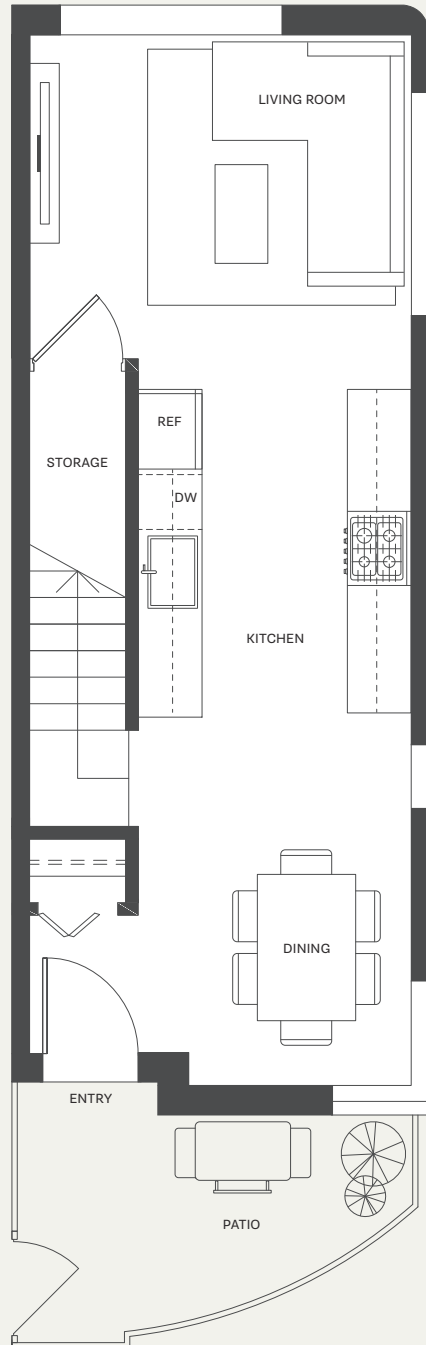 LIVING ROOM
REF
STORAGE
DW
KITCHEN
DINING
ENTRY
PATIO